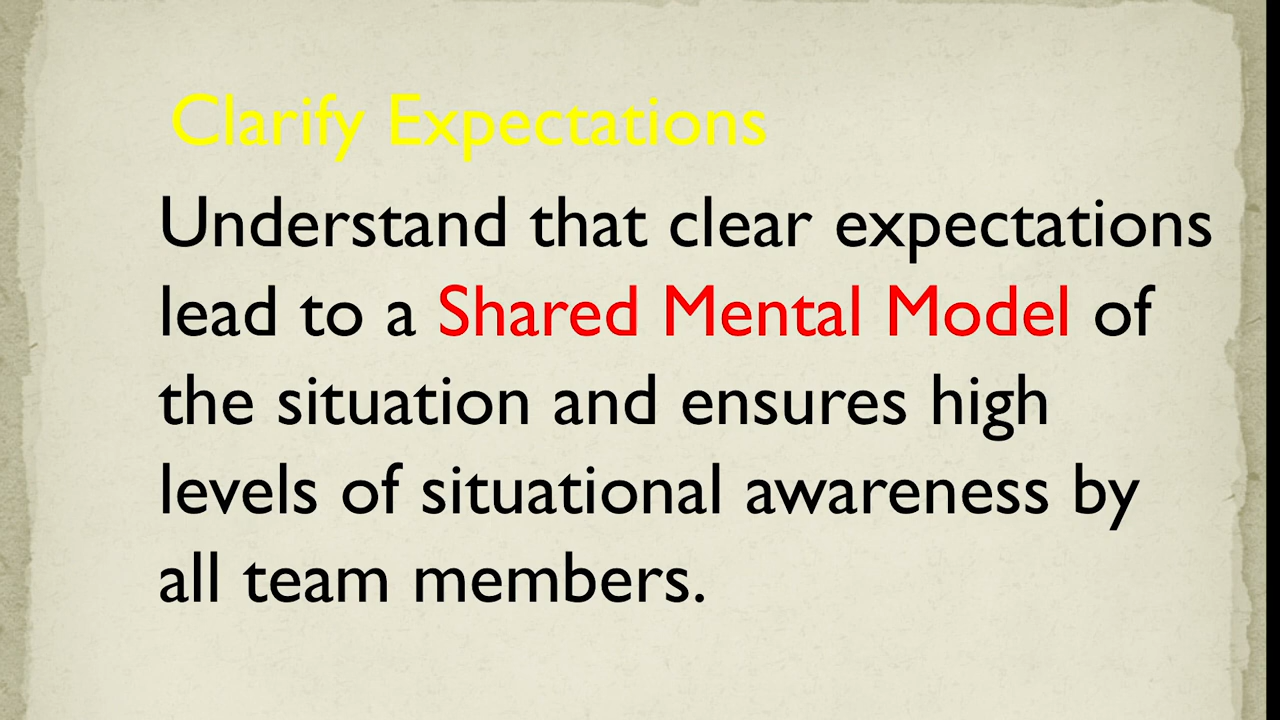 Clarify Expectations
Understand that clear expectations
lead to a Shared Mental Model of
the situation and ensures high
levels of situational awareness by
all team members.